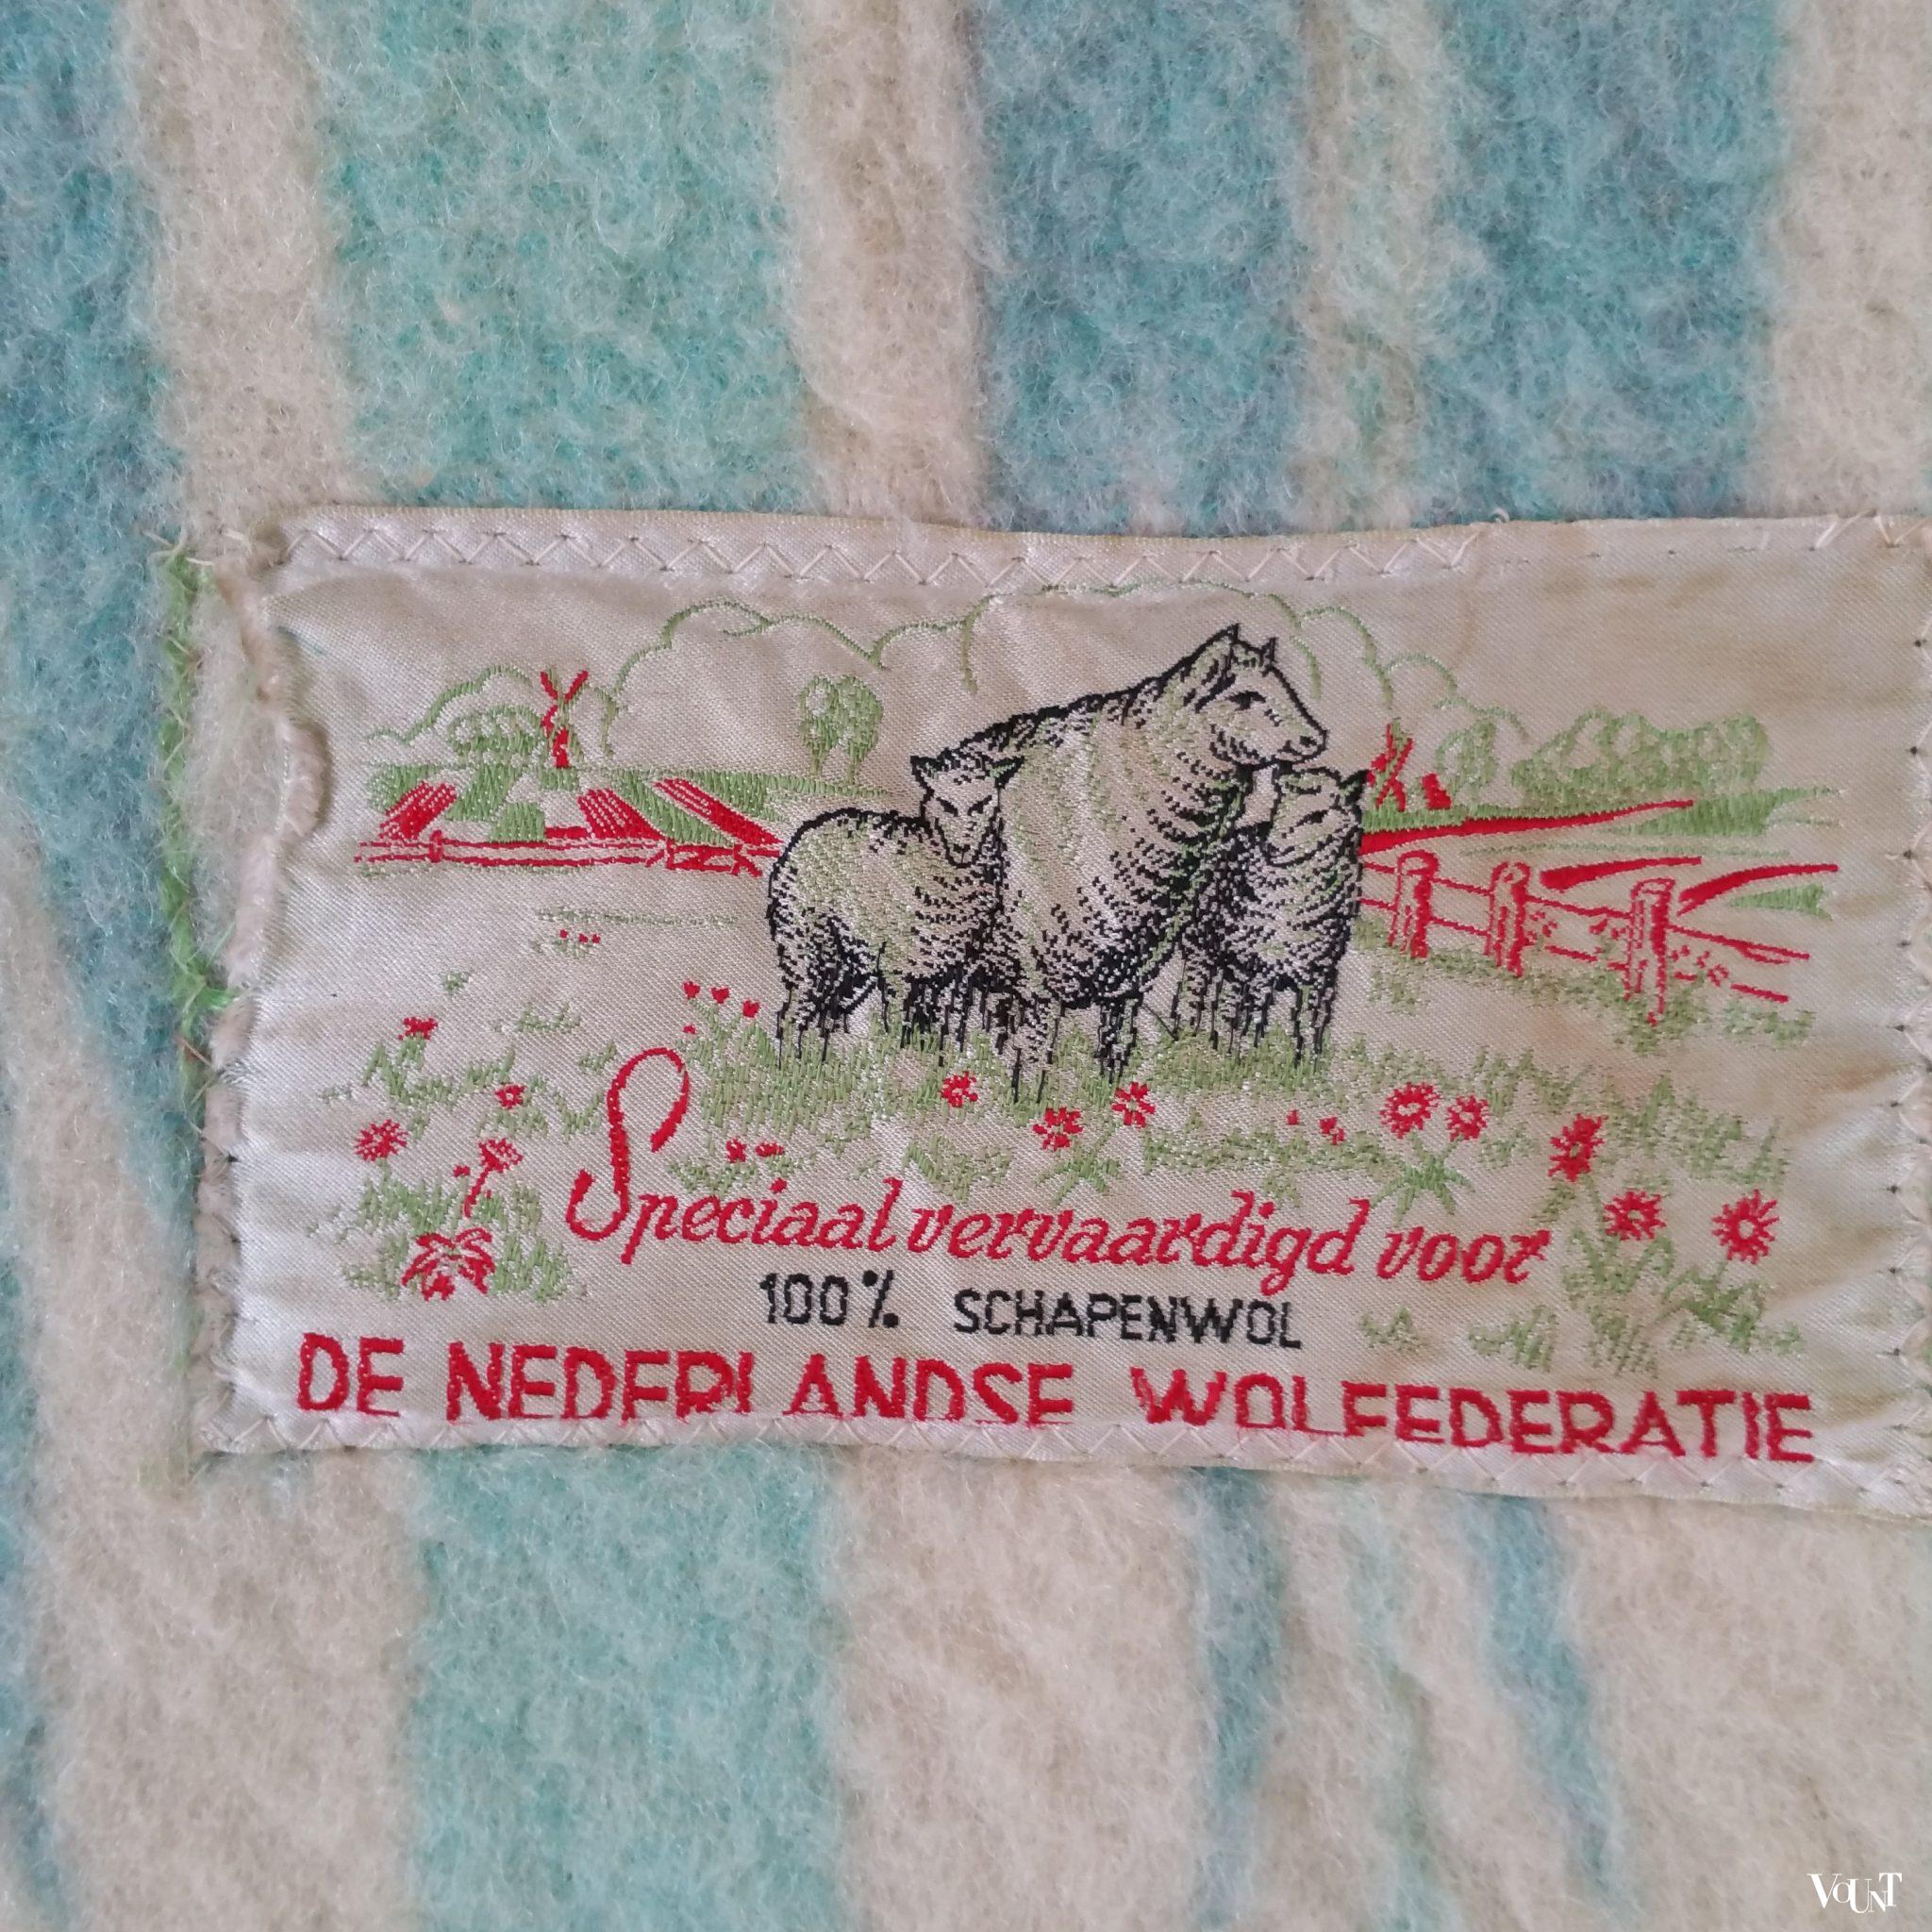 Speciaal vervaardigd voor
100% SCHAPENWOL
DE NEDERLANDSE WOLFEDERATIE
VOUNT